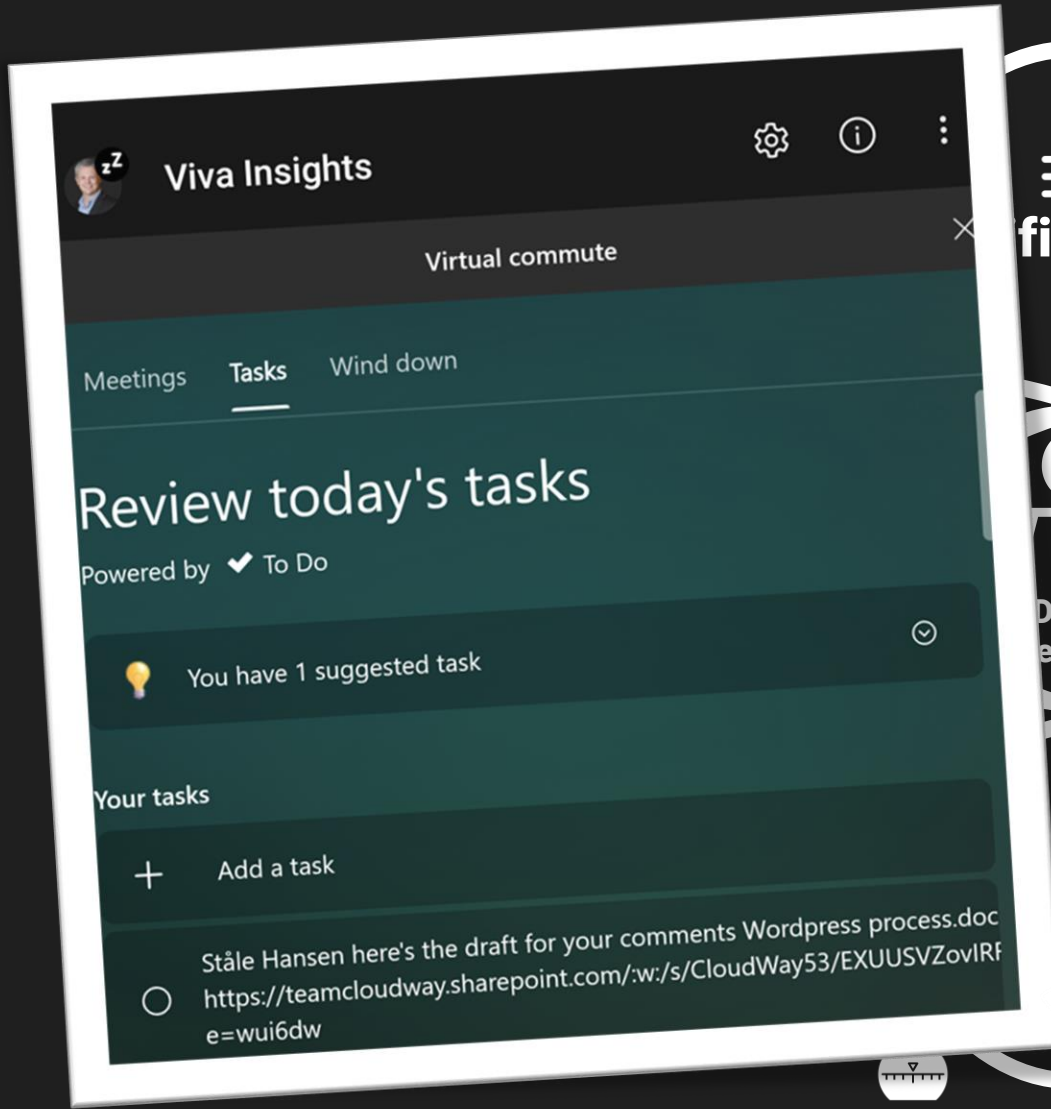 zZ
Viva Insights
Virtual commute
Meetings Tasks Wind down
Review today's tasks
Powered by To Do
You have 1 suggested task
Your tasks
Add a task
Ståle Hansen here's the draft for your comments Wordpress process.doc
https://teamcloudway.sharepoint.com/:w:/s/CloudWay53/
e=wui6dw